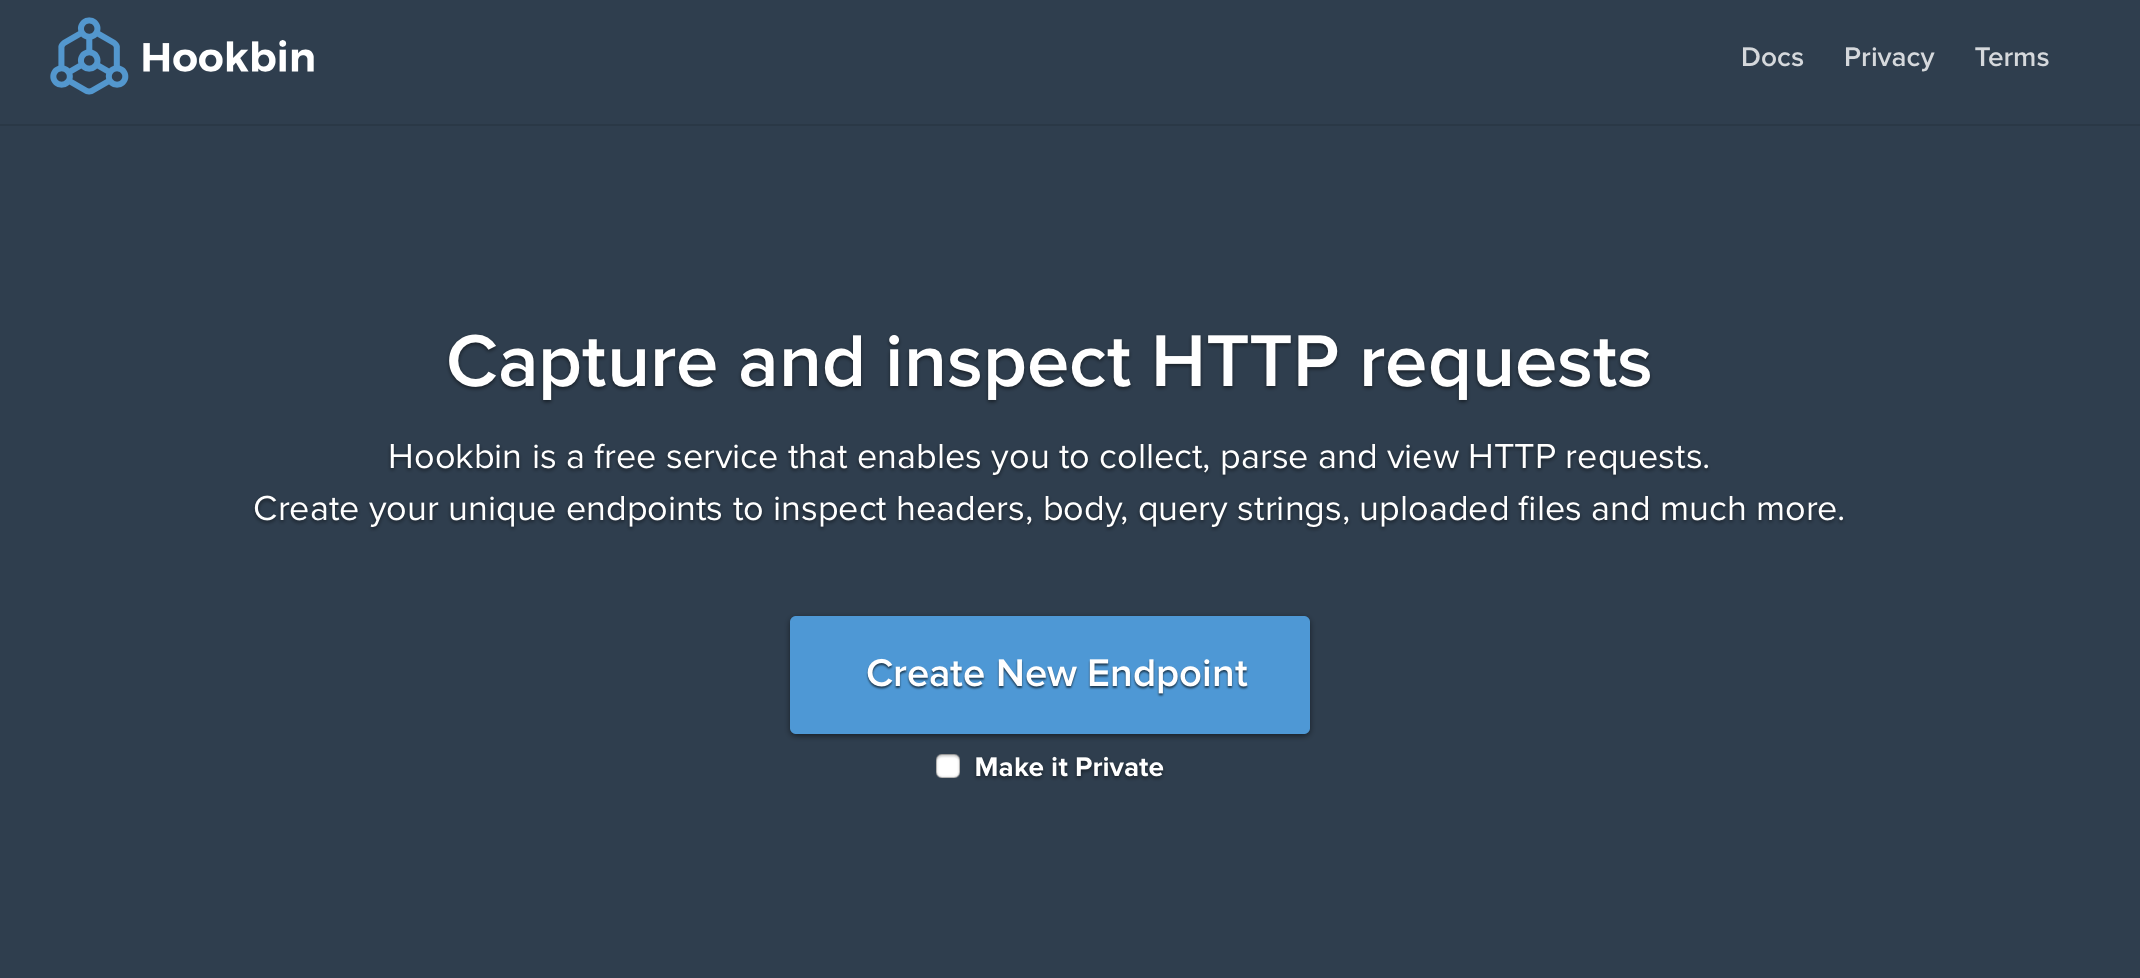 Hookbin
Docs Privacy Terms
Capture and inspect HTTP requests
Hookbin is a free service that enables you to collect, parse and view HTTP requests.
Create your unique endpoints to inspect headers, body, query strings, uploaded files and much more.
Create New Endpoint
Make it Private